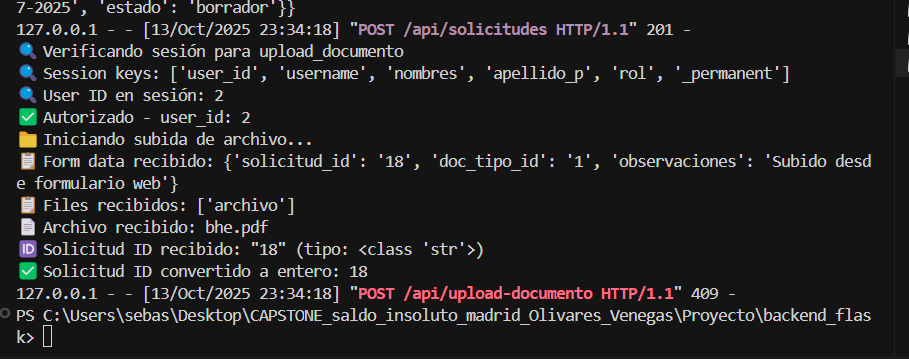 7-2025', 'estado': 'borrador'}}
127.0.0.1 - - [13/Oct/2025 23:34:18] "POST /api/solicitudes HTTP/1.1" 201 -
🔍 Verificando sesión para upload_documento
🔍 Session keys: ['user_id', 'username', 'nombres', 'apellido_p', 'rol', '_permanent']
🔍 User ID en sesión: 2
✅ Autorizado - user_id: 2
📁 Iniciando subida de archivo...
📋 Form data recibido: {'solicitud_id': '18', 'doc_tipo_id': '1', 'observaciones': 'Subido desd
e formulario web'}
📋 Files recibidos: ['archivo']
📄 Archivo recibido: bhe.pdf
🆔 Solicitud ID recibido: "18" (tipo: <class 'str'>)
✅ Solicitud ID convertido a entero: 18
127.0.0.1 - - [13/Oct/2025 23:34:18] "POST /api/upload-documento HTTP/1.1" 409 -
PS C:\Users\sebas\Desktop\CAPSTONE_saldo_insoluto_madrid_Olivares_Venegas\Proyecto\backend_flas
k>